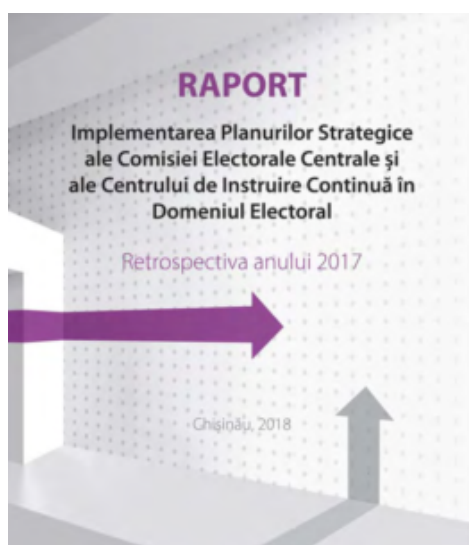 RAPORT
Implementarea Planurilor Strategice
ale Comisiei Electorale Centrale și
ale Centrului de Instruire Continuă în
Domeniul Electoral
Retrospectiva anului 2017
Chișinău, 2018